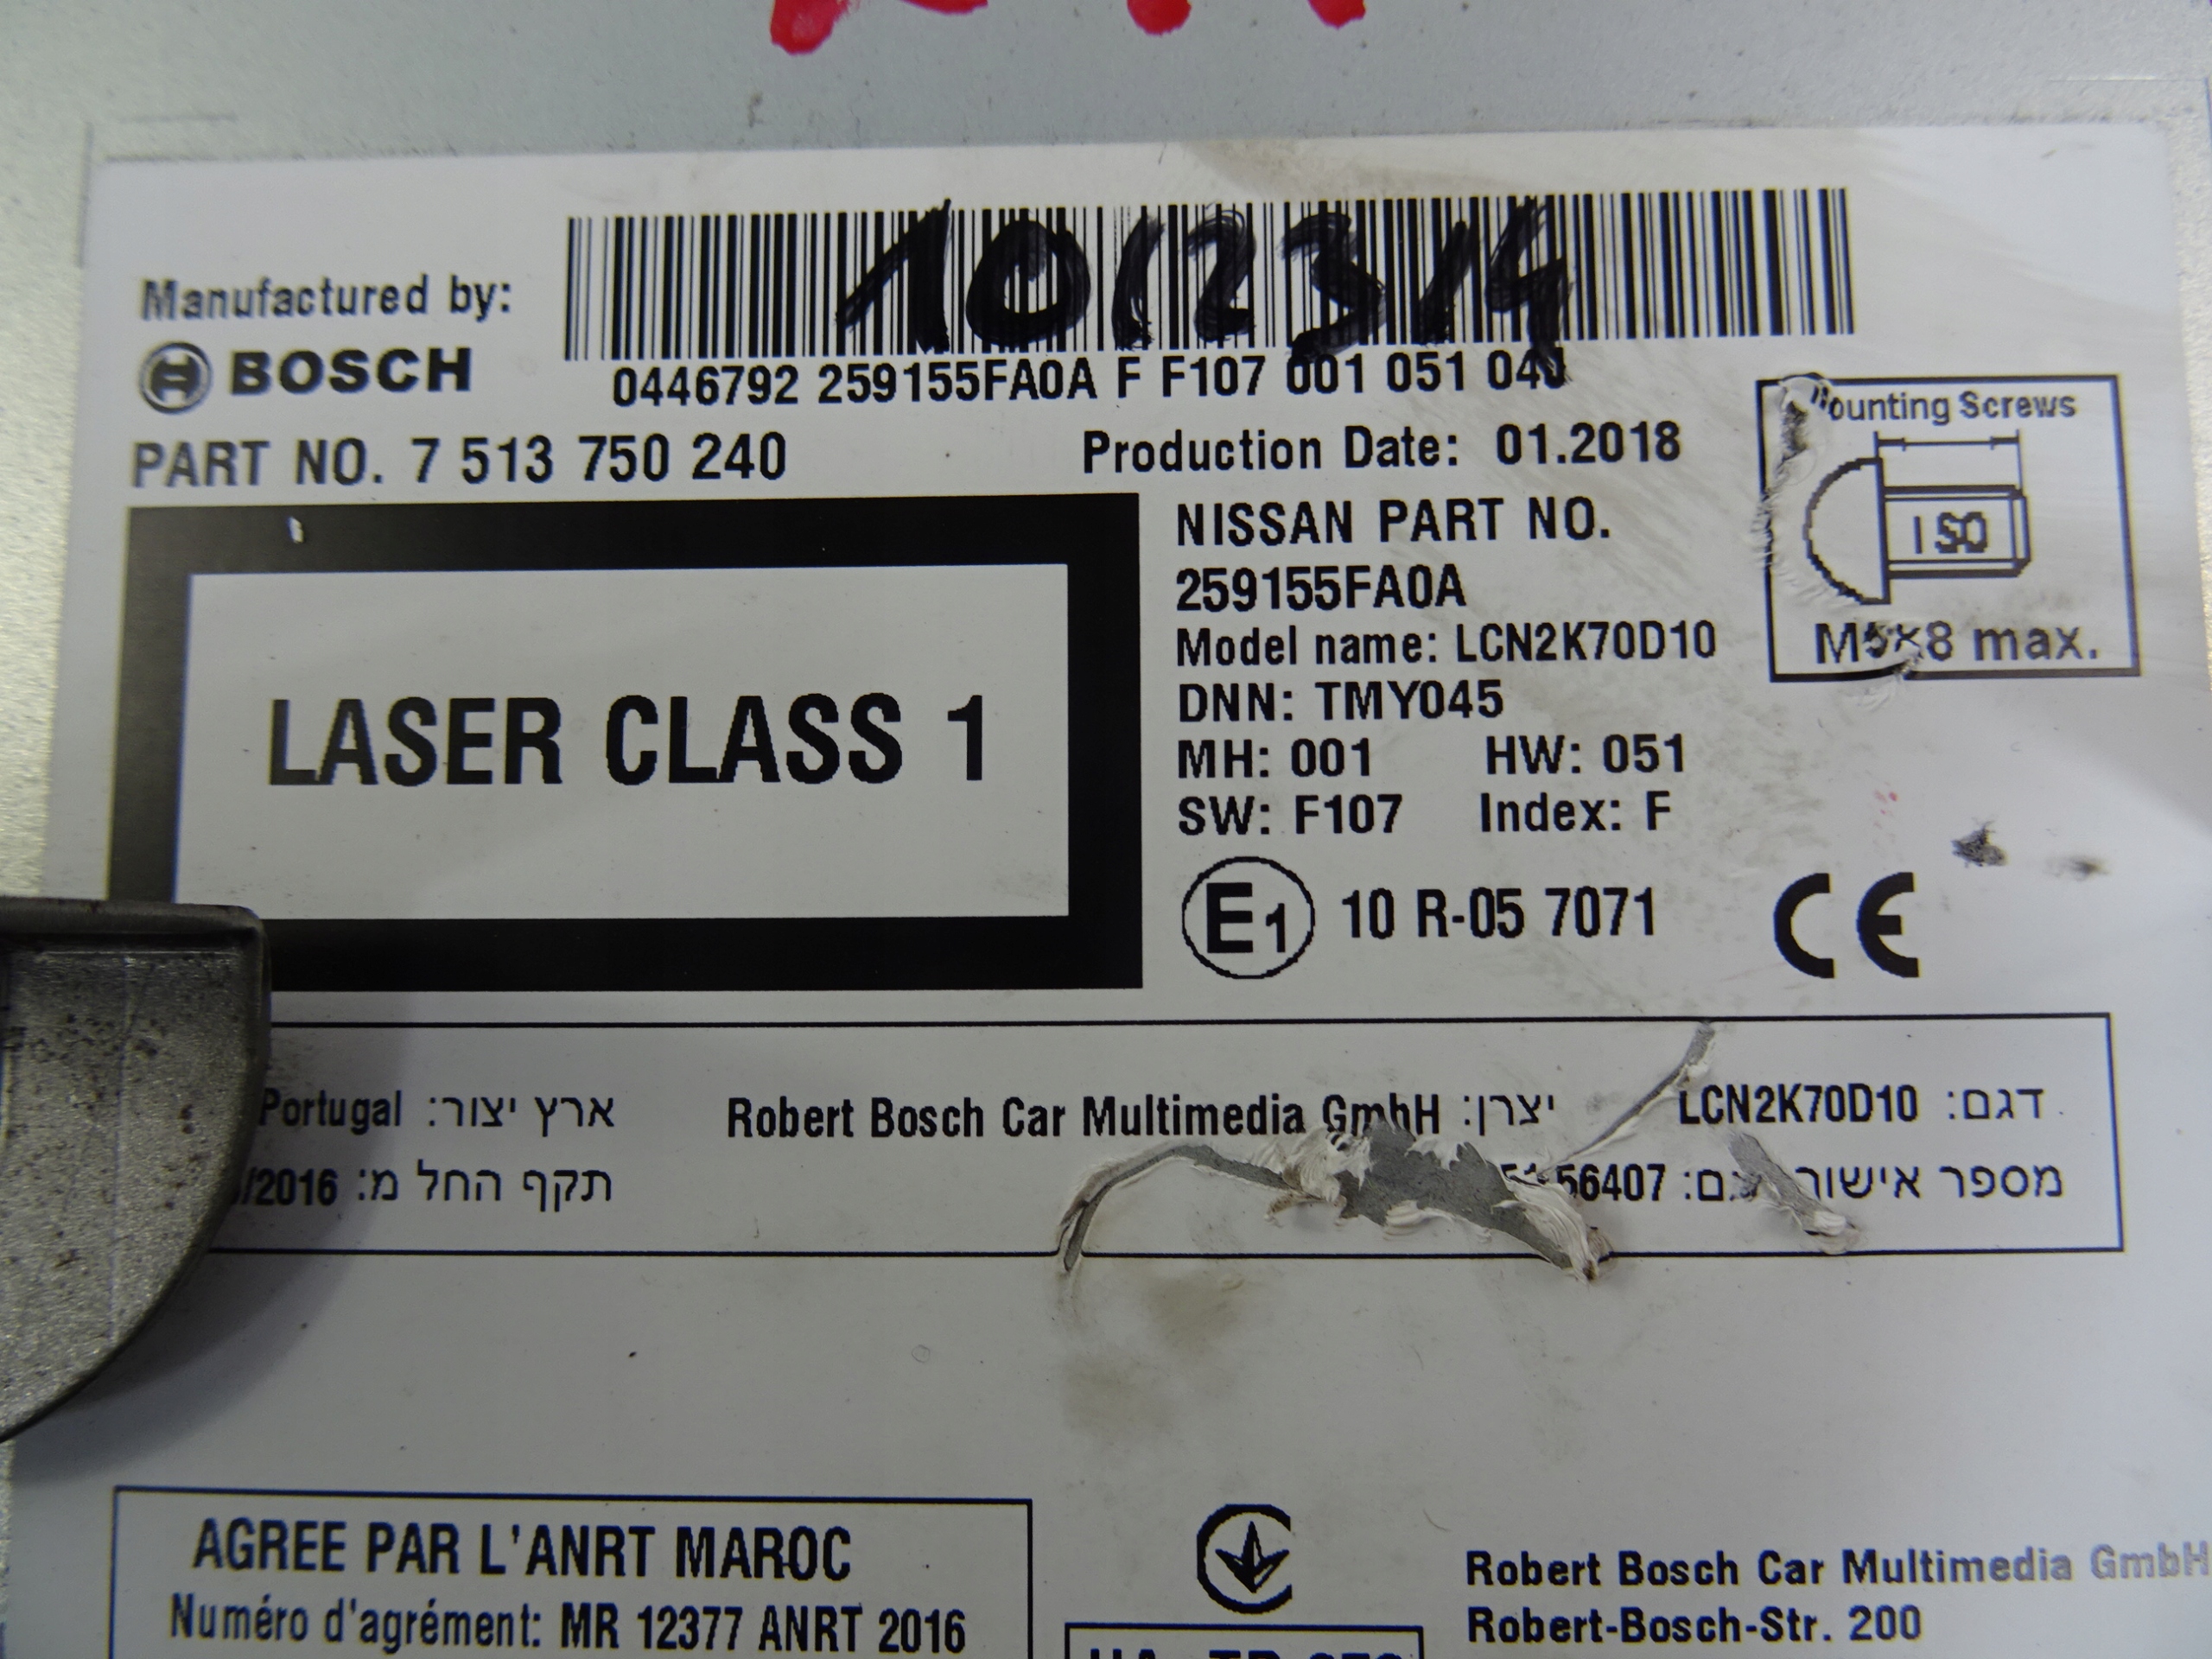 1012314
Manufactured by:
BOSCH
0446792 259155FA0A F F107 001 051 04
PART NO. 7 513 750 240
Production Date: 01.2018
Mounting Screws
ISO
M5x8 max.
NISSAN PART NO.
259155FA0A
Model name: LCN2K70D10
DNN: TMY045
MH: 001 HW: 051
SW: F107 Index: F
LASER CLASS 1
E1 10 R-05 7071 CE
דגם: LCN2K70D10 יצרן: Robert Bosch Car Multimedia GmbH ארץ יצור: Portugal
מספר אישור 56407 תקף החל מ: /2016
AGREE PAR L'ANRT MAROC
Numéro d'agrément: MR 12377 ANRT 2016
Robert Bosch Car Multimedia GmbH
Robert-Bosch-Str. 200